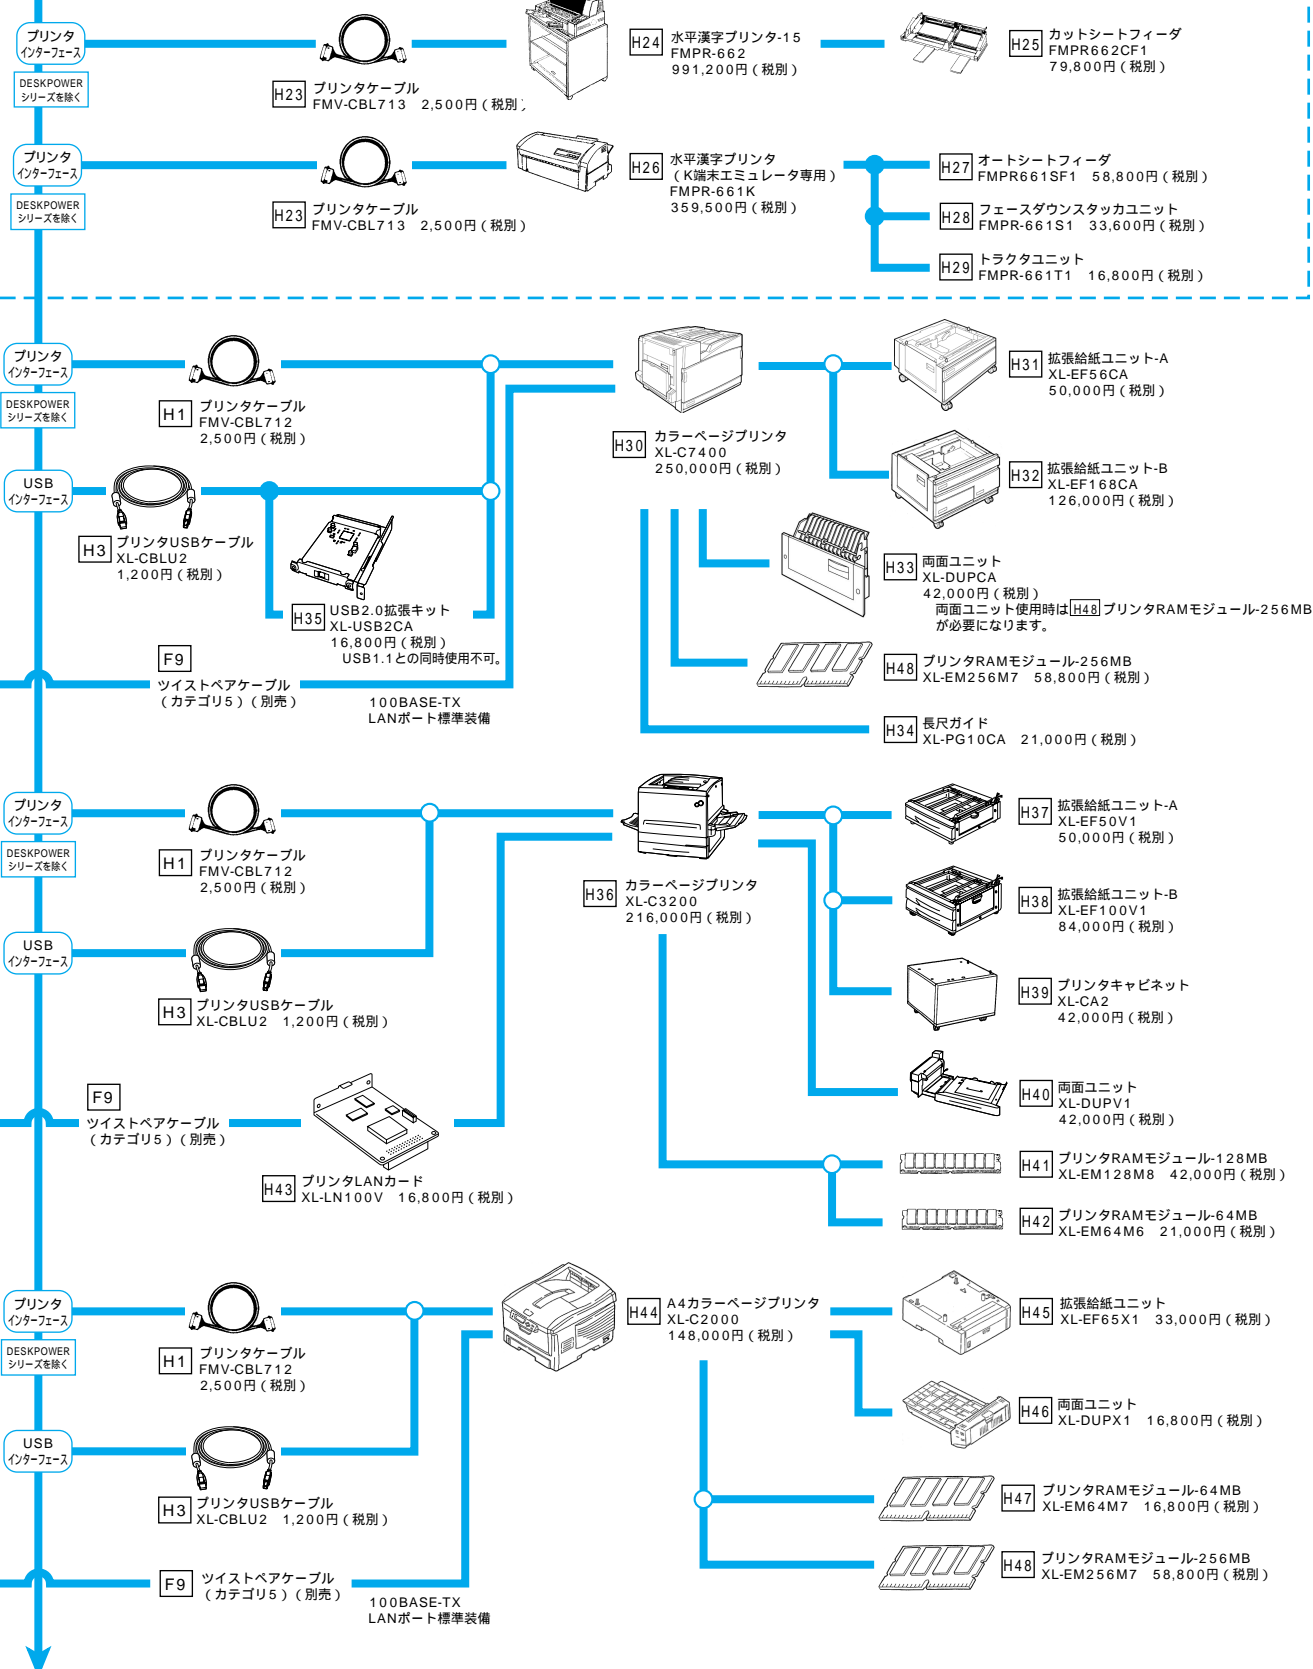 プリンタ
インターフェース
DESKPOWER
シリーズを除く
H23 プリンタケーブル
FMV-CBL713 2,500円(税別)
H24 水平漢字プリンタ-15
FMPR-662
991,200円(税別)
H25 カットシートフィーダ
FMPR662CF1
79,800円(税別)
プリンタ
インターフェース
DESKPOWER
シリーズを除く
H23 プリンタケーブル
FMV-CBL713 2,500円(税別)
H26 水平漢字プリンタ
(K端末エミュレータ専用)
FMPR-661K
359,500円(税別)
H27 オートシートフィーダ
FMPR661SF1 58,800円(税別)
H28 フェースダウンスタッカユニット
FMPR-661S1 33,600円(税別)
H29 トラクタユニット
FMPR-661T1 16,800円(税別)
プリンタ
インターフェース
DESKPOWER
シリーズを除く
H1 プリンタケーブル
FMV-CBL712
2,500円(税別)
USB
インターフェース
H3 プリンタUSBケーブル
XL-CBLU2
1,200円(税別)
H35 USB2.0拡張キット
XL-USB2CA
16,800円(税別)
USB1.1との同時使用不可。
F9
ツイストペアケーブル
(カテゴリ5)(別売)
100BASE-TX
LANポート標準装備
H30 カラーページプリンタ
XL-C7400
250,000円(税別)
H31 拡張給紙ユニット-A
XL-EF56CA
50,000円(税別)
H32 拡張給紙ユニット-B
XL-EF168CA
126,000円(税別)
H33 両面ユニット
XL-DUPCA
42,000円(税別)
両面ユニット使用時はH48プリンタRAMモジュール-256MB
が必要になります。
H48 プリンタRAMモジュール-256MB
XL-EM256M7 58,800円(税別)
H34 長尺ガイド
XL-PG10CA 21,000円(税別)
プリンタ
インターフェース
DESKPOWER
シリーズを除く
H1 プリンタケーブル
FMV-CBL712
2,500円(税別)
USB
インターフェース
H3 プリンタUSBケーブル
XL-CBLU2 1,200円(税別)
F9
ツイストペアケーブル
(カテゴリ5)(別売)
H43 プリンタLANカード
XL-LN100V 16,800円(税別)
H36 カラーページプリンタ
XL-C3200
216,000円(税別)
H37 拡張給紙ユニット-A
XL-EF50V1
50,000円(税別)
H38 拡張給紙ユニット-B
XL-EF100V1
84,000円(税別)
H39 プリンタキャビネット
XL-CA2
42,000円(税別)
H40 両面ユニット
XL-DUPV1
42,000円(税別)
H41 プリンタRAMモジュール-128MB
XL-EM128M8 42,000円(税別)
H42 プリンタRAMモジュール-64MB
XL-EM64M6 21,000円(税別)
プリンタ
インターフェース
DESKPOWER
シリーズを除く
H1 プリンタケーブル
FMV-CBL712
2,500円(税別)
USB
インターフェース
H3 プリンタUSBケーブル
XL-CBLU2 1,200円(税別)
F9 ツイストペアケーブル
(カテゴリ5)(別売)
100BASE-TX
LANポート標準装備
H44 A4カラーページプリンタ
XL-C2000
148,000円(税別)
H45 拡張給紙ユニット
XL-EF65X1 33,000円(税別)
H46 両面ユニット
XL-DUPX1 16,800円(税別)
H47 プリンタRAMモジュール-64MB
XL-EM64M7 16,800円(税別)
H48 プリンタRAMモジュール-256MB
XL-EM256M7 58,800円(税別)